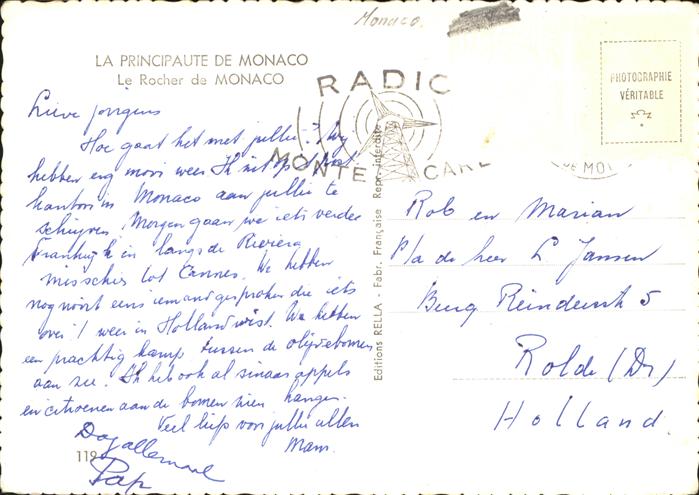 Monaco.
LA PRINCIPAUTE DE MONACO
Le Rocher de MONACO
RADIO
MONTE CARL
PHOTOGRAPHIE
VÉRITABLE
Lieve jongens
Hoe gaat het met jullie? Wij
hebben erg mooi weer Ik zit op 't post
kantoor in Monaco aan jullie te
schrijven. Morgen gaan we iets verder
Frankrijk in langs de Riviera
misschien tot Cannes. We hebben
nog nooit eens iemand gesproken die iets
over 't weer in Holland wist. We hebben
een prachtig kamp tussen de olijvebomen
aan zee. Ik heb ook al sinaasappels
en citroenen aan de bomen zien hangen.
Veel liefs voor jullie allen
Mam.
Dag allemaal
Pap
119
Editions RELLA - Fabr. Française Repr. Interdite
Rob en Marian
P/a de heer L. Jansen
Burg Reinderstr 5
Rolde (Dr)
Holland.